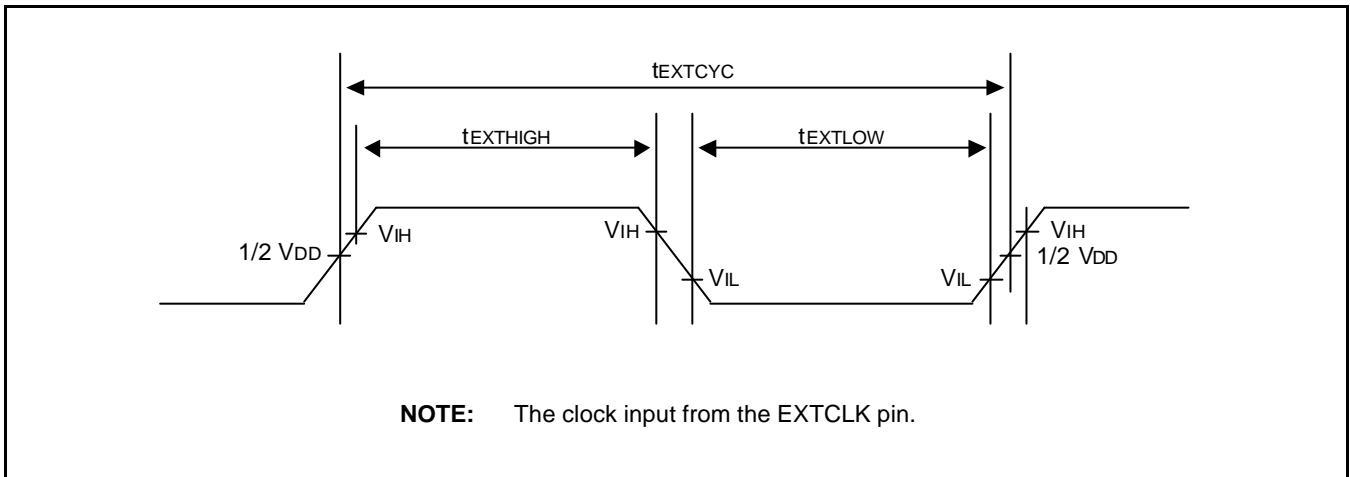 tEXTCYC
tEXTHIGH
tEXTLOW
VIH
VIH
VIH
1/2 VDD
1/2 VDD
VIL
VIL
NOTE: The clock input from the EXTCLK pin.